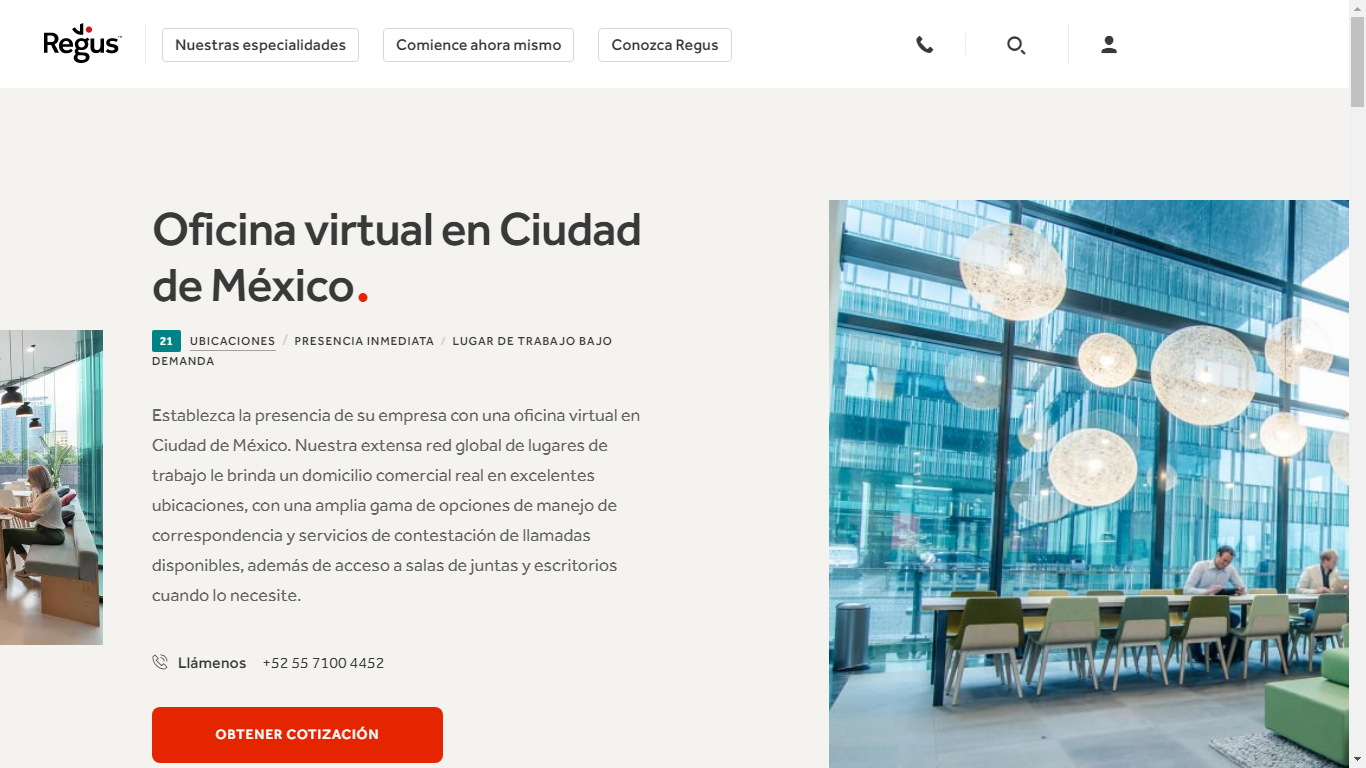 Regus
Nuestras especialidades
Comience ahora mismo
Conozca Regus
Oficina virtual en Ciudad
de México.
21 UBICACIONES / PRESENCIA INMEDIATA / LUGAR DE TRABAJO BAJO
DEMANDA
Establezca la presencia de su empresa con una oficina virtual en
Ciudad de México. Nuestra extensa red global de lugares de
trabajo le brinda un domicilio comercial real en excelentes
ubicaciones, con una amplia gama de opciones de manejo de
correspondencia y servicios de contestación de llamadas
disponibles, además de acceso a salas de juntas y escritorios
cuando lo necesite.
Llámenos +52 55 7100 4452
OBTENER COTIZACIÓN